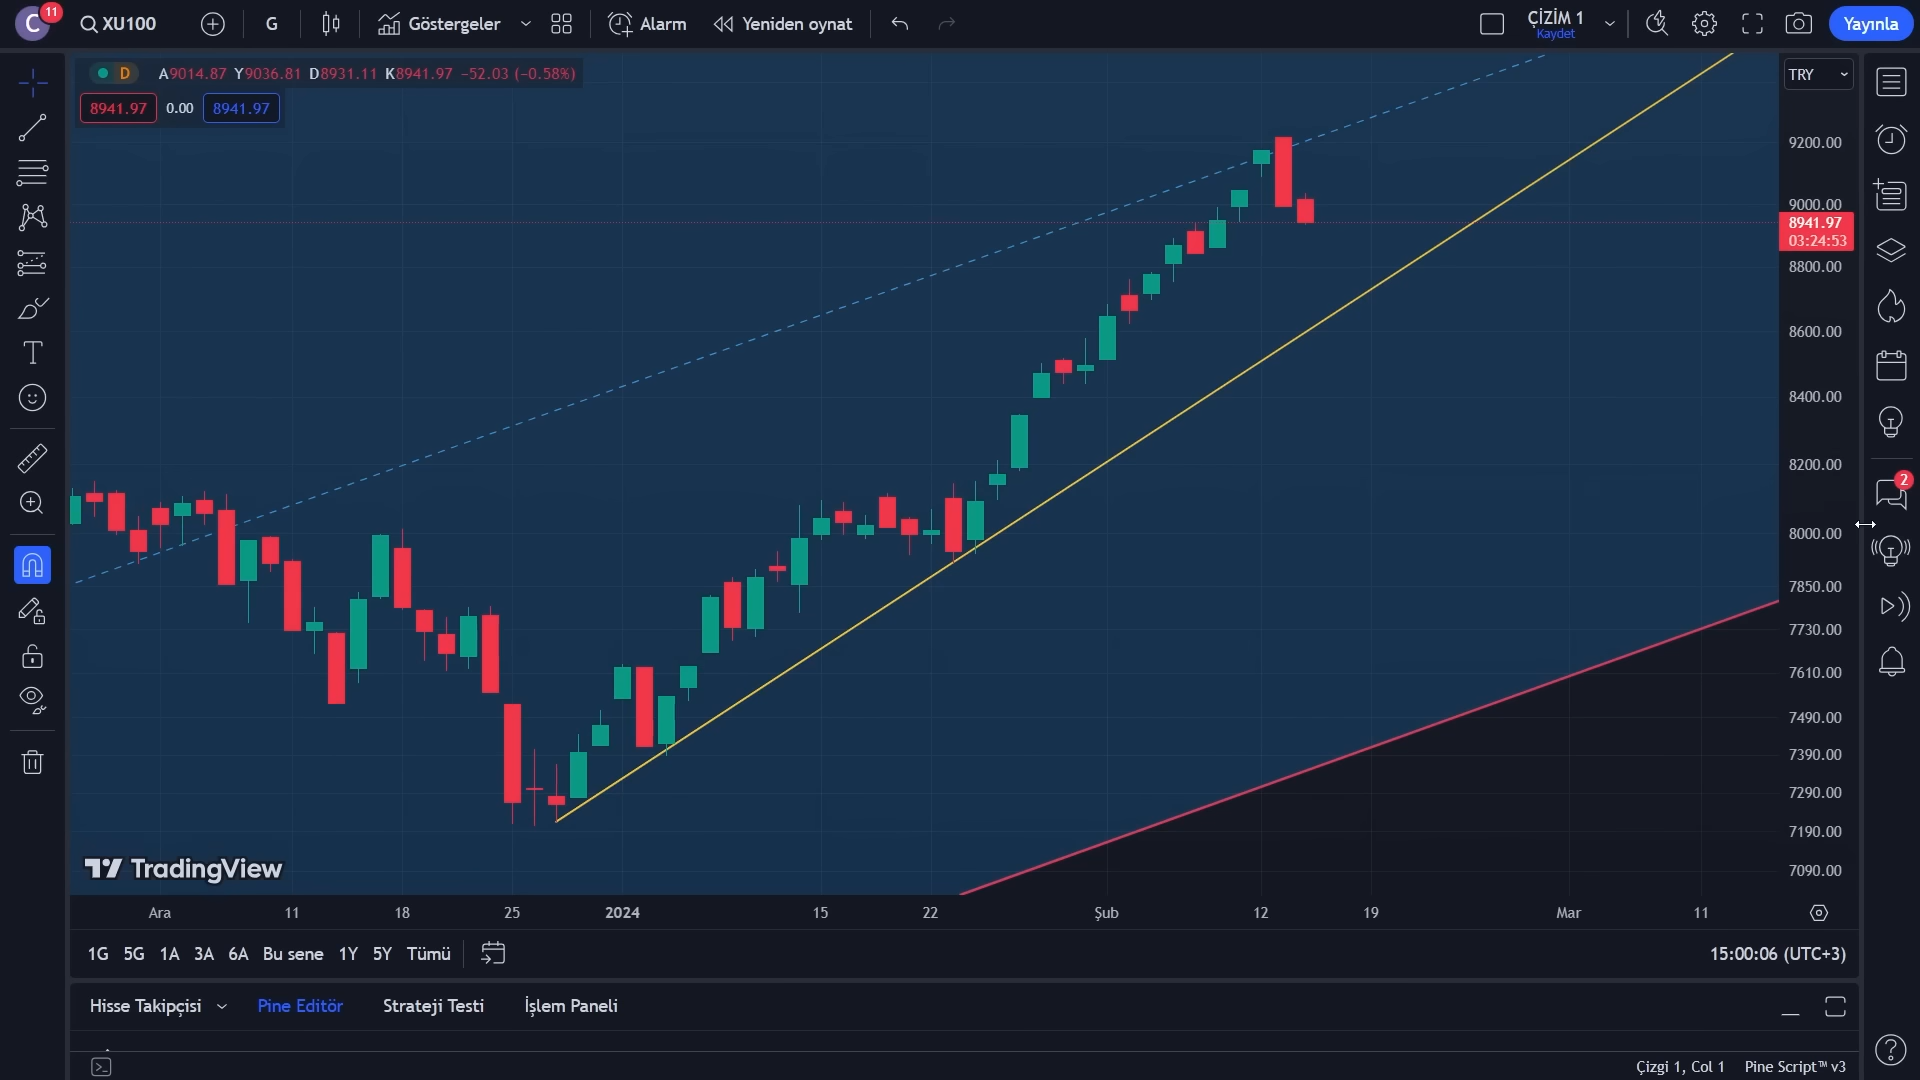 C 11 XU100 G Göstergeler Alarm Yeniden oynat ÇİZİM 1 Kaydet Yayınla
D A9014.87 Y9036.81 D8931.11 K8941.97 −52.03 (−0.58%)
8941.97 0.00 8941.97
TRY
9200.00
9000.00
8941.97
03:24:53
8800.00
8600.00
8400.00
8200.00
2
8000.00
7850.00
7730.00
7610.00
7490.00
7390.00
7290.00
7190.00
7090.00
TradingView
Ara 11 18 25 2024 15 22 Şub 12 19 Mar 11
1G 5G 1A 3A 6A Bu sene 1Y 5Y Tümü 15:00:06 (UTC+3)
Hisse Takipçisi Pine Editör Strateji Testi İşlem Paneli
Çizgi 1, Col 1 Pine Script™ v3